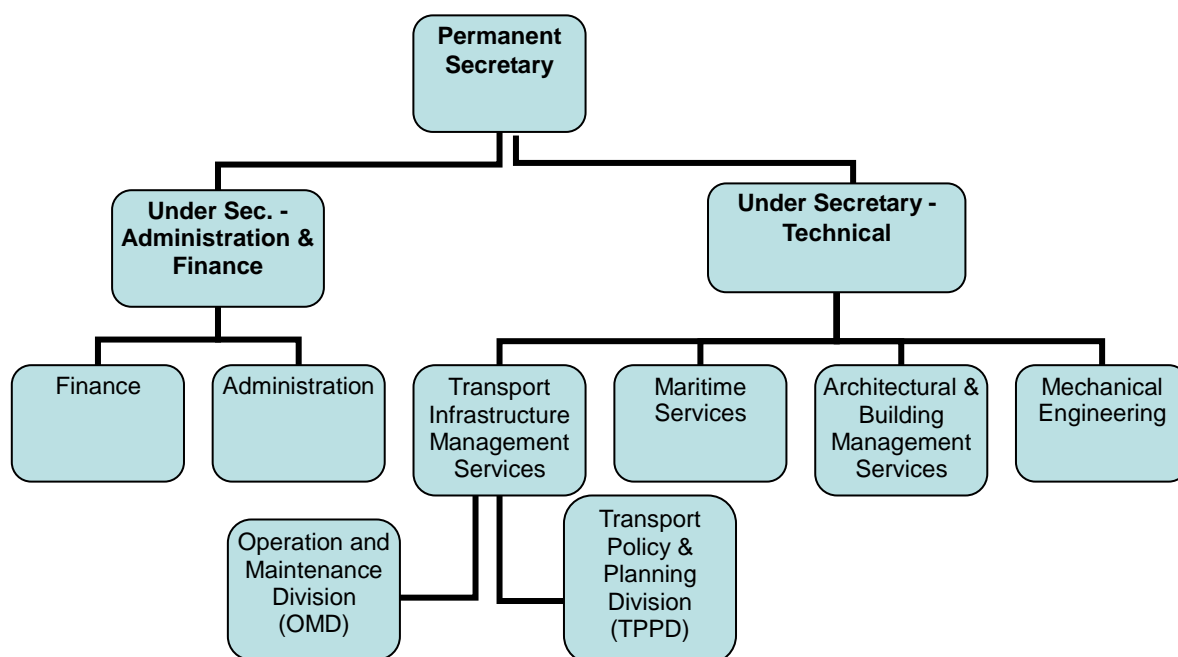 Permanent
Secretary
Under Sec. -
Administration &
Finance
Under Secretary -
Technical
Finance
Administration
Transport
Infrastructure
Management
Services
Maritime
Services
Architectural &
Building
Management
Services
Mechanical
Engineering
Operation and
Maintenance
Division
(OMD)
Transport
Policy &
Planning
Division
(TPPD)